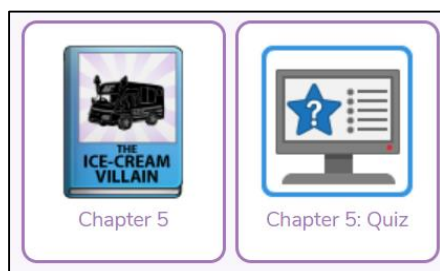 THE
ICE-CREAM
VILLAIN
?
Chapter 5
Chapter 5: Quiz